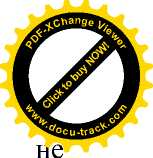 PDF-XChange Viewer
Click to buy NOW!
www.docu-track.com
не